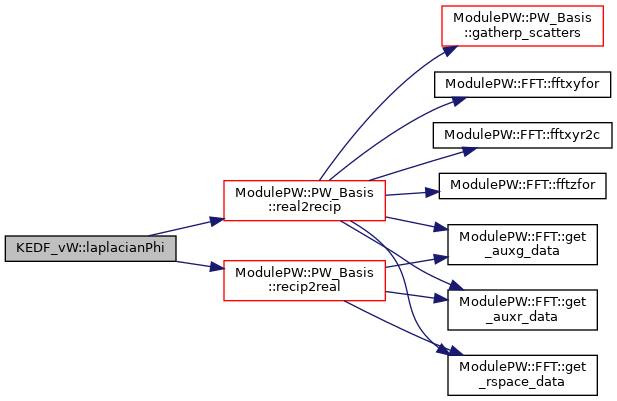 KEDF_vW::laplacianPhi
ModulePW::PW_Basis
::real2recip
ModulePW::PW_Basis
::recip2real
ModulePW::PW_Basis
::gatherp_scatters
ModulePW::FFT::fftxyfor
ModulePW::FFT::fftxyr2c
ModulePW::FFT::fftzfor
ModulePW::FFT::get
_auxg_data
ModulePW::FFT::get
_auxr_data
ModulePW::FFT::get
_rspace_data